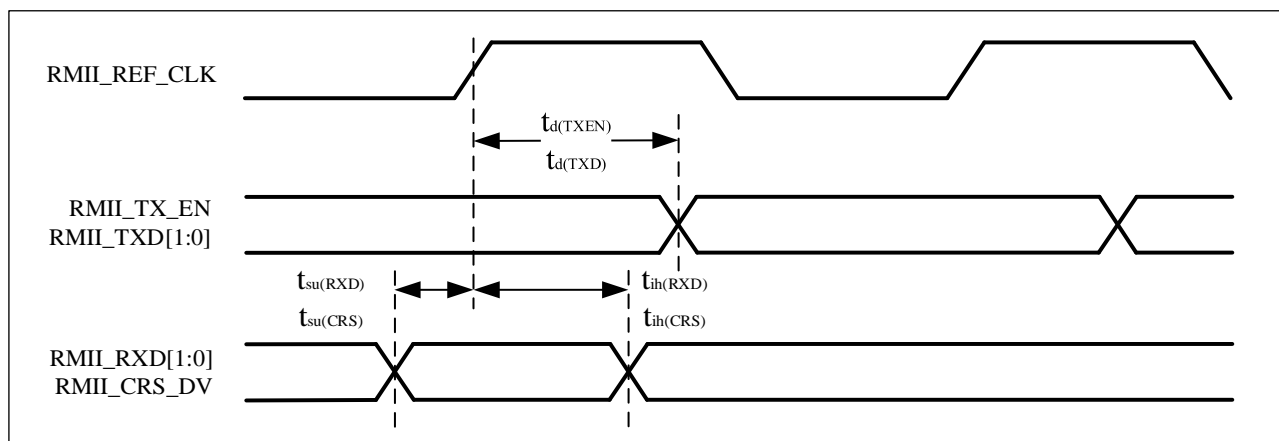 RMII_REF_CLK
td(TXEN)
td(TXD)
RMII_TX_EN
RMII_TXD[1:0]
tsu(RXD)
tih(RXD)
tsu(CRS)
tih(CRS)
RMII_RXD[1:0]
RMII_CRS_DV